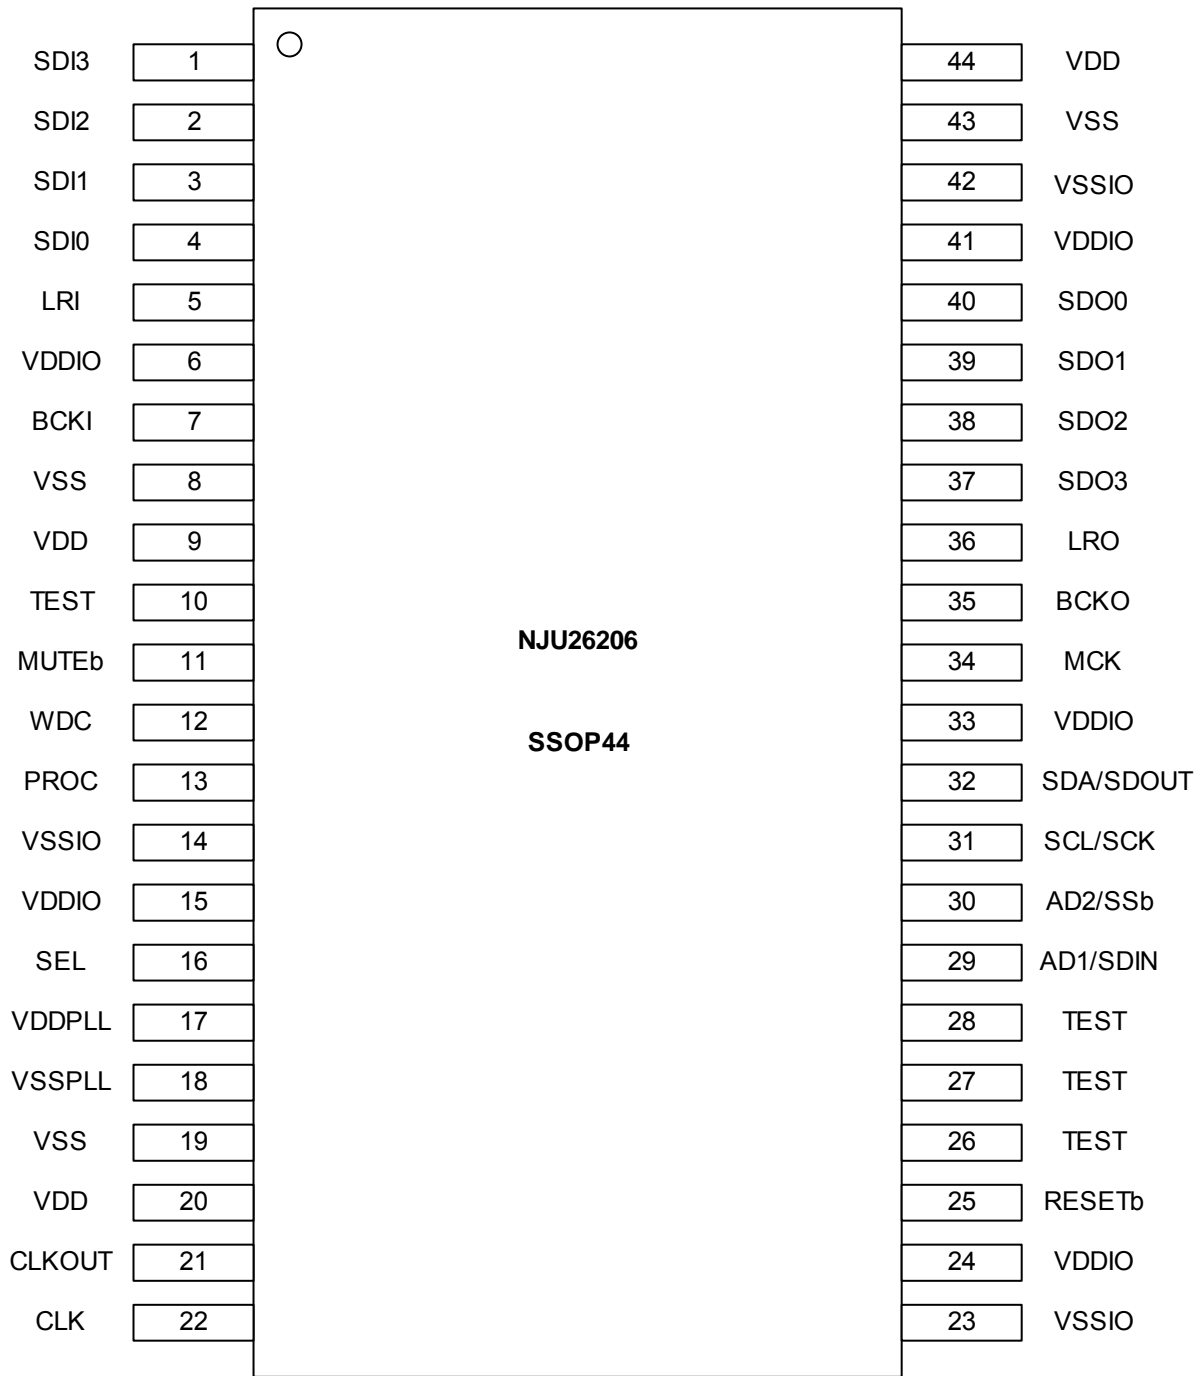 SDI3 1 44 VDD
SDI2 2 43 VSS
SDI1 3 42 VSSIO
SDI0 4 41 VDDIO
LRI 5 40 SDO0
VDDIO 6 39 SDO1
BCKI 7 38 SDO2
VSS 8 37 SDO3
VDD 9 36 LRO
TEST 10 35 BCKO
NJU26206
MUTEb 11 34 MCK
WDC 12 33 VDDIO
SSOP44
PROC 13 32 SDA/SDOUT
VSSIO 14 31 SCL/SCK
VDDIO 15 30 AD2/SSb
SEL 16 29 AD1/SDIN
VDDPLL 17 28 TEST
VSSPLL 18 27 TEST
VSS 19 26 TEST
VDD 20 25 RESETb
CLKOUT 21 24 VDDIO
CLK 22 23 VSSIO